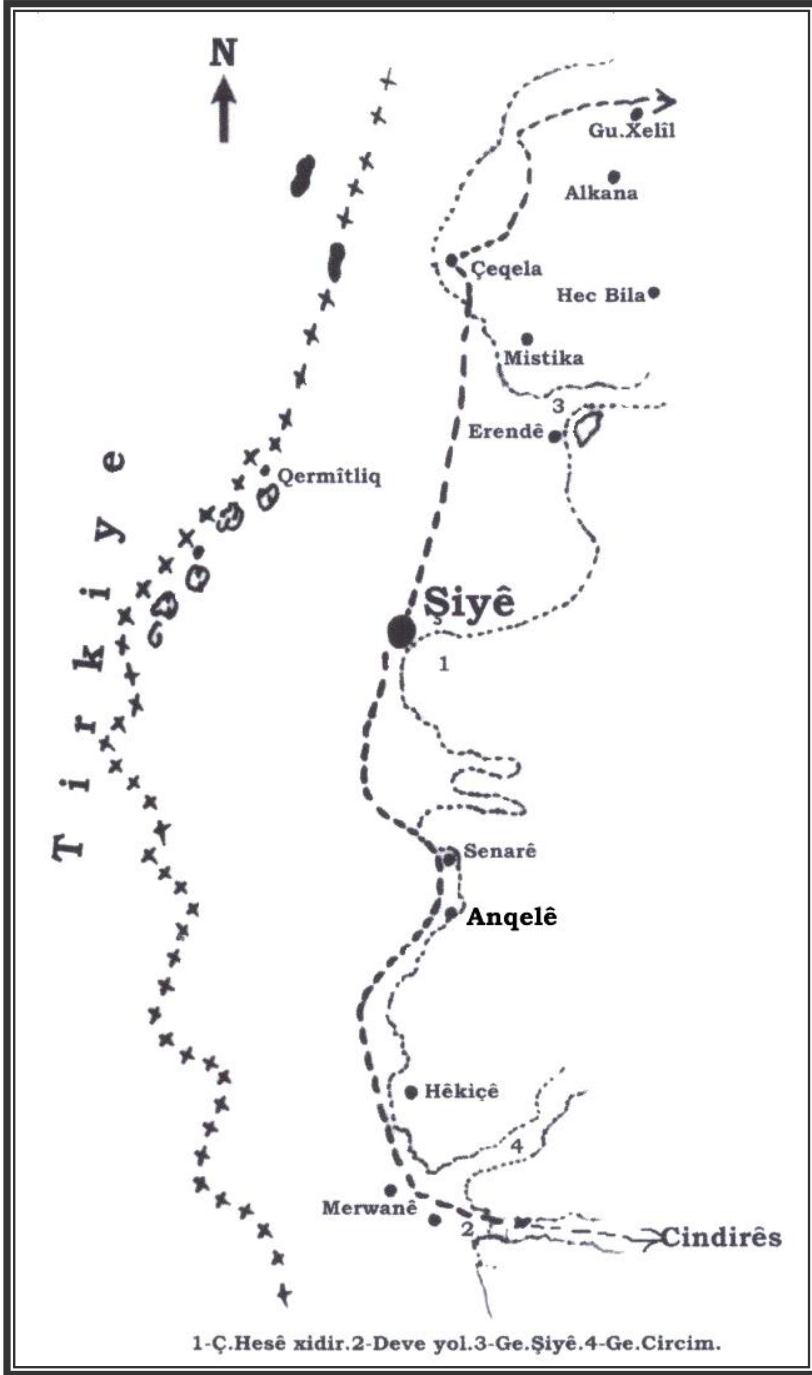 N
Gu.Xelîl
Alkana
Çeqela
Hec Bila
Mistika
3
Erendê
Qermîtliq
Tirkiye
Şiyê
1
Senarê
Anqelê
Hêkiçê
4
Merwanê
2
Cindirês
1-Ç.Hesê xidir.2-Deve yol.3-Ge.Şiyê.4-Ge.Circim.